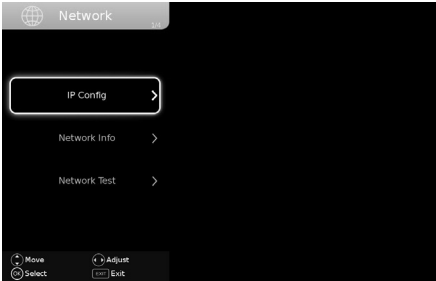 Network
1/4
IP Config
Network Info
Network Test
Move
Adjust
OK Select
EXIT Exit